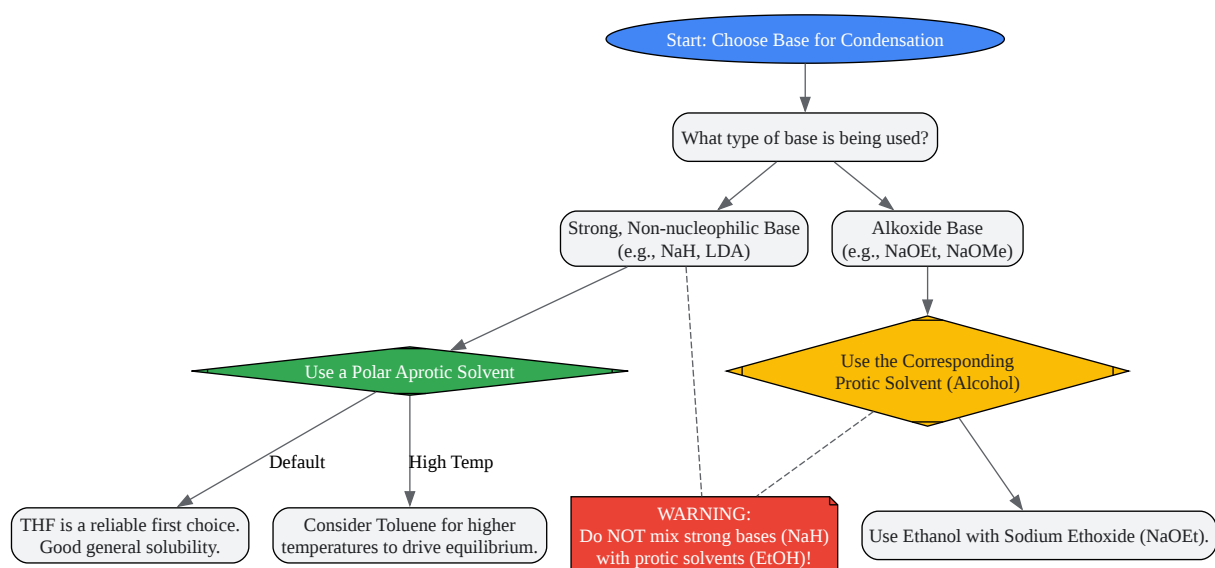 Start: Choose Base for Condensation
What type of base is being used?
Strong, Non-nucleophilic Base
(e.g., NaH, LDA)
Alkoxide Base
(e.g., NaOEt, NaOMe)
Use a Polar Aprotic Solvent
Use the Corresponding
Protic Solvent (Alcohol)
Default
High Temp
THF is a reliable first choice.
Good general solubility.
Consider Toluene for higher
temperatures to drive equilibrium.
WARNING:
Do NOT mix strong bases (NaH)
with protic solvents (EtOH)!
Use Ethanol with Sodium Ethoxide (NaOEt).